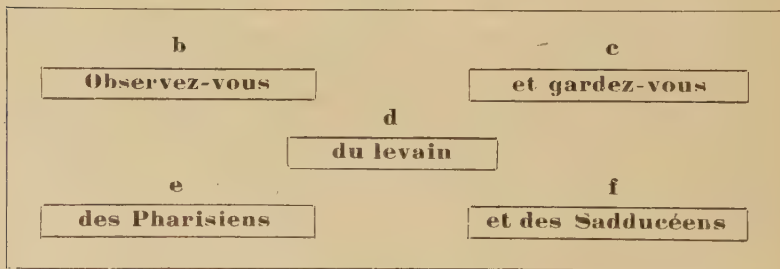 b c
Observez-vous et gardez-vous
d
du levain
e f
des Pharisiens et des Sadducéens